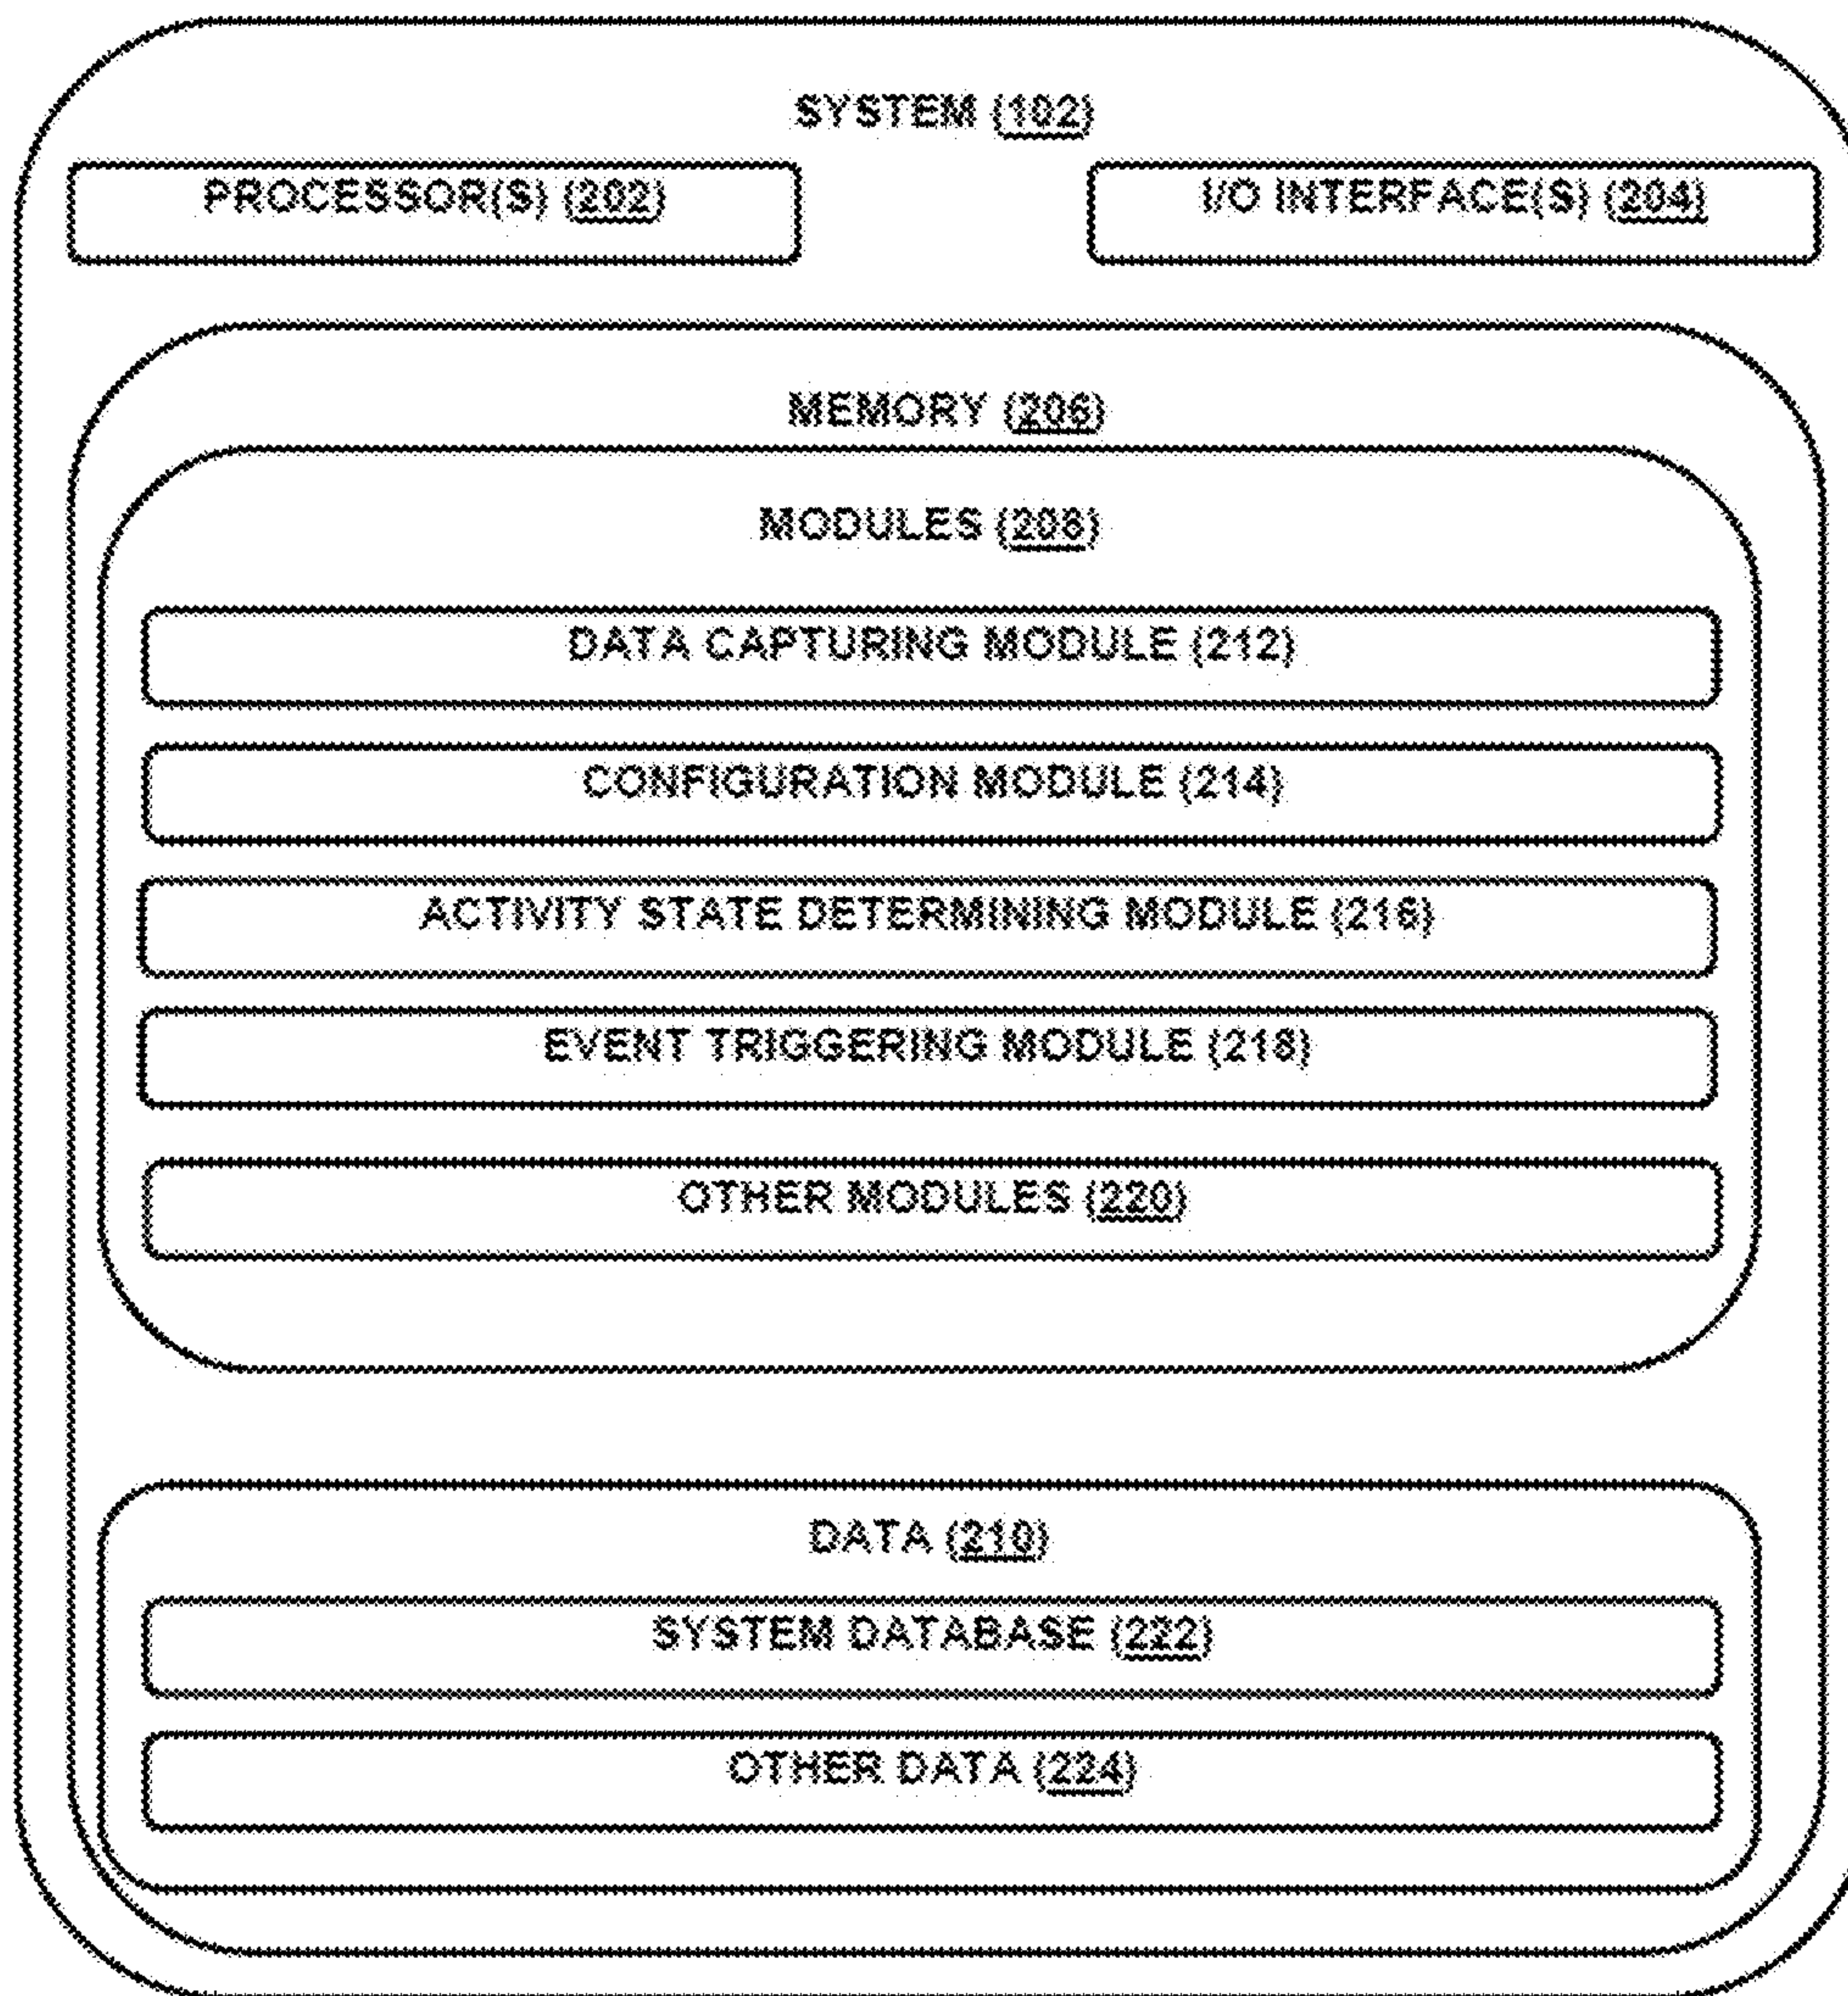 SYSTEM (102)
PROCESSOR(S) (202)
I/O INTERFACE(S) (204)
MEMORY (206)
MODULES (208)
DATA CAPTURING MODULE (212)
CONFIGURATION MODULE (214)
ACTIVITY STATE DETERMINING MODULE (216)
EVENT TRIGGERING MODULE (218)
OTHER MODULES (220)
DATA (210)
SYSTEM DATABASE (222)
OTHER DATA (224)